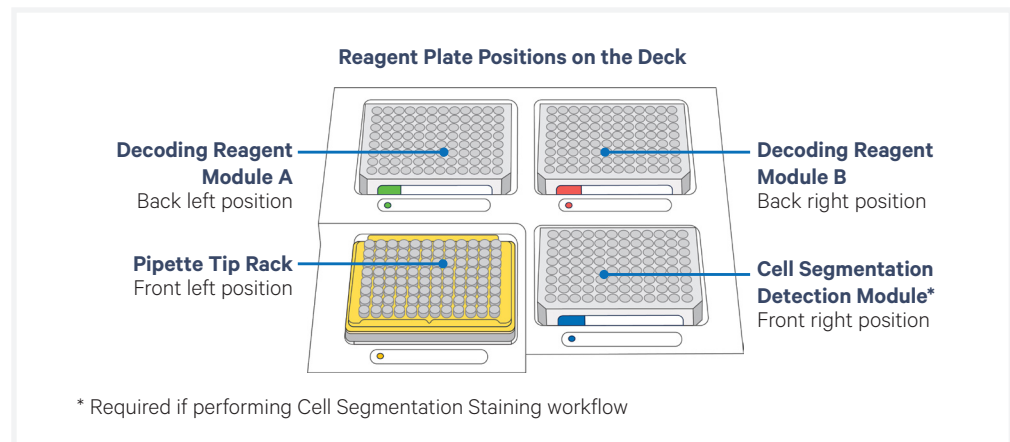 Reagent Plate Positions on the Deck
Decoding Reagent
Module A
Back left position
Decoding Reagent
Module B
Back right position
Pipette Tip Rack
Front left position
Cell Segmentation
Detection Module*
Front right position
* Required if performing Cell Segmentation Staining workflow